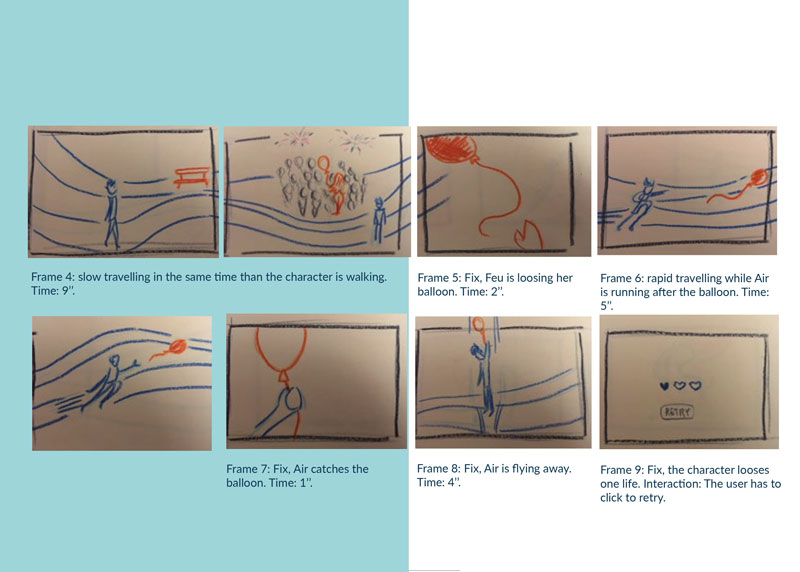 Frame 4: slow travelling in the same time than the character is walking.
Time: 9’’.
Frame 5: Fix, Feu is loosing her
balloon. Time: 2’’.
Frame 6: rapid travelling while Air
is running after the balloon. Time:
5’’.
RETRY
Frame 7: Fix, Air catches the
balloon. Time: 1’’.
Frame 8: Fix, Air is flying away.
Time: 4’’.
Frame 9: Fix, the character looses
one life. Interaction: The user has to
click to retry.